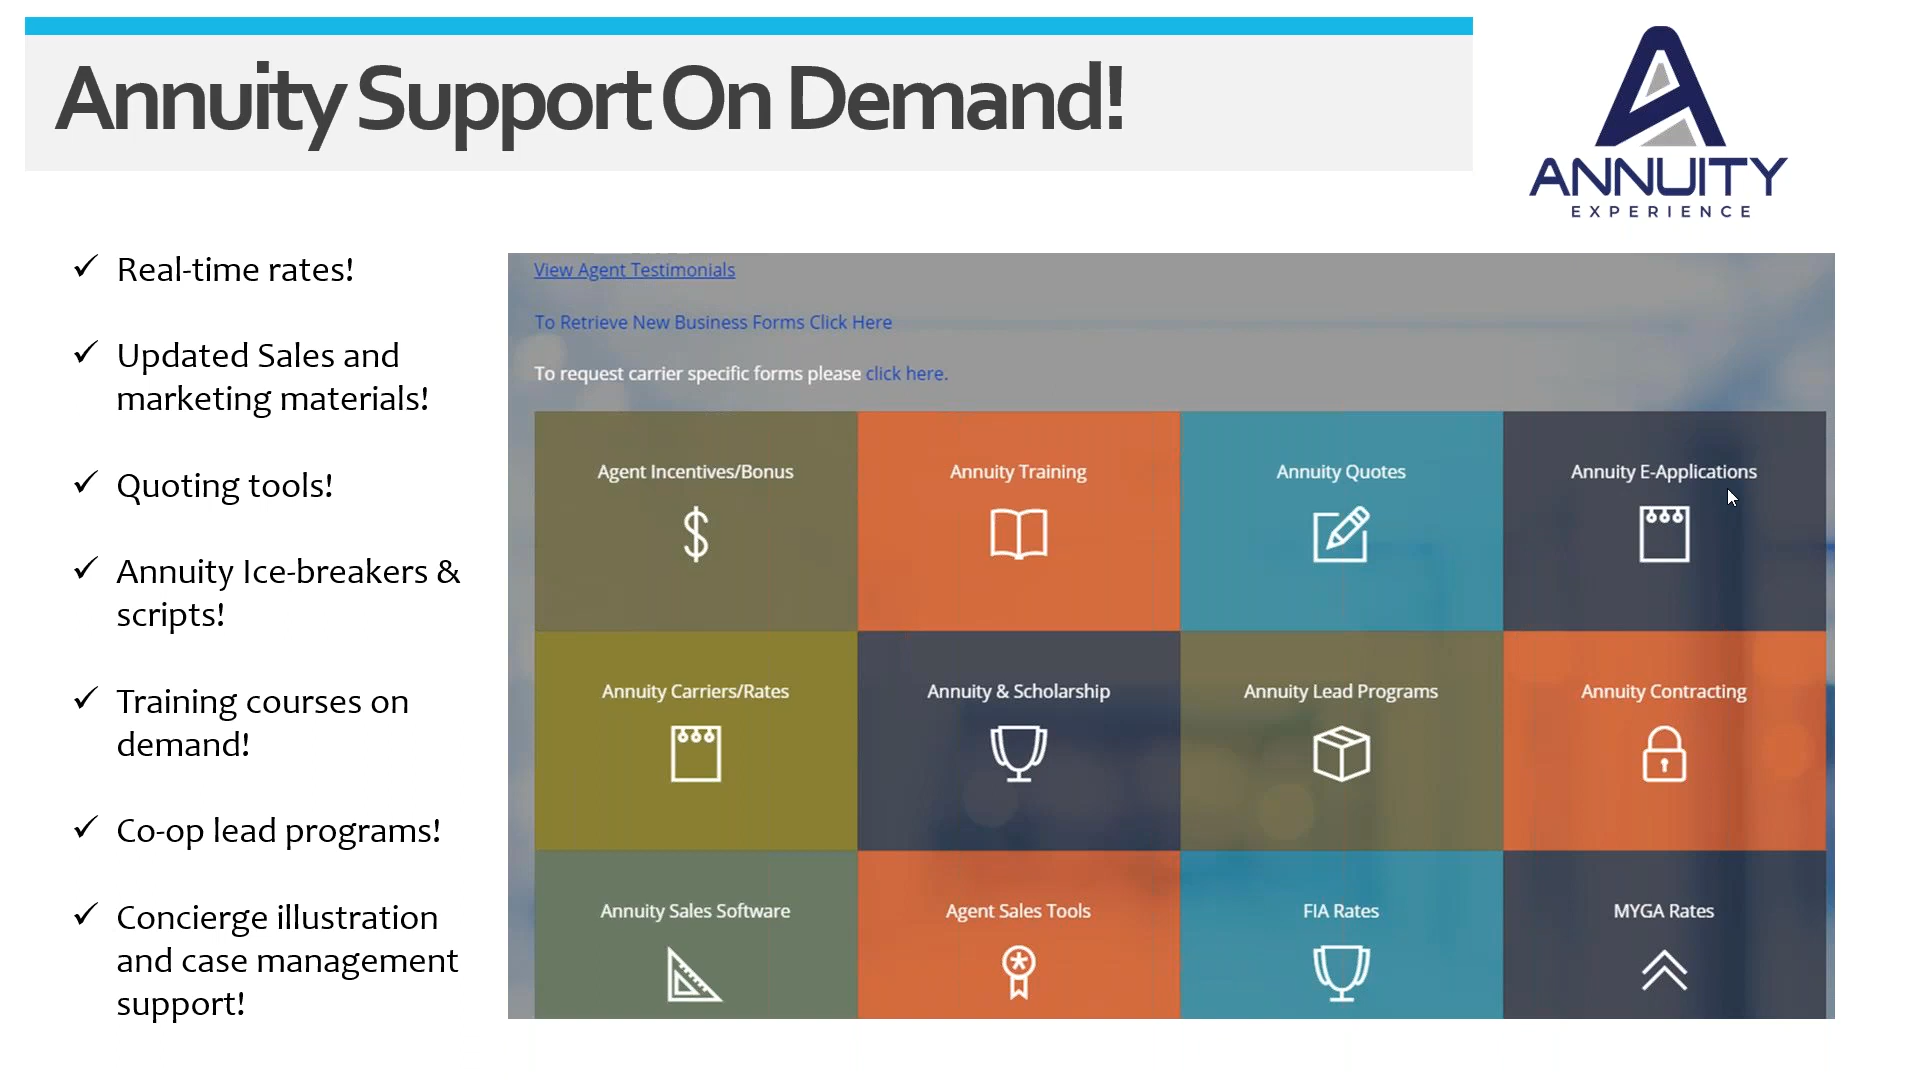 Annuity Support On Demand!
ANNUITY
EXPERIENCE
Real-time rates!
Updated Sales and
marketing materials!
Quoting tools!
Annuity Ice-breakers &
scripts!
Training courses on
demand!
Co-op lead programs!
Concierge illustration
and case management
support!
View Agent Testimonials
To Retrieve New Business Forms Click Here
To request carrier specific forms please click here.
Agent Incentives/Bonus
Annuity Training
Annuity Quotes
Annuity E-Applications
Annuity Carriers/Rates
Annuity & Scholarship
Annuity Lead Programs
Annuity Contracting
Annuity Sales Software
Agent Sales Tools
FIA Rates
MYGA Rates